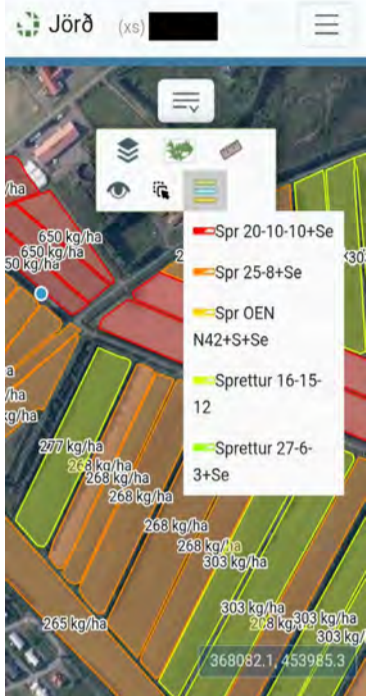 Jörð (xs)
/ha
650 kg/ha
650 kg/ha
50 kg/ha
Spr 20-10-10+Se
Spr 25-8+Se
Spr OEN
N42+S+Se
Sprettur 16-15-
12
Sprettur 27-6-
3+Se
/ha
kg/ha
277 kg/ha
268 kg/ha
268 kg/ha
268 kg/ha
268 kg/ha
268 kg/ha
303 kg/ha
265 kg/ha
303 kg/ha
303 kg/ha
303 kg/
368082.1, 453985.3